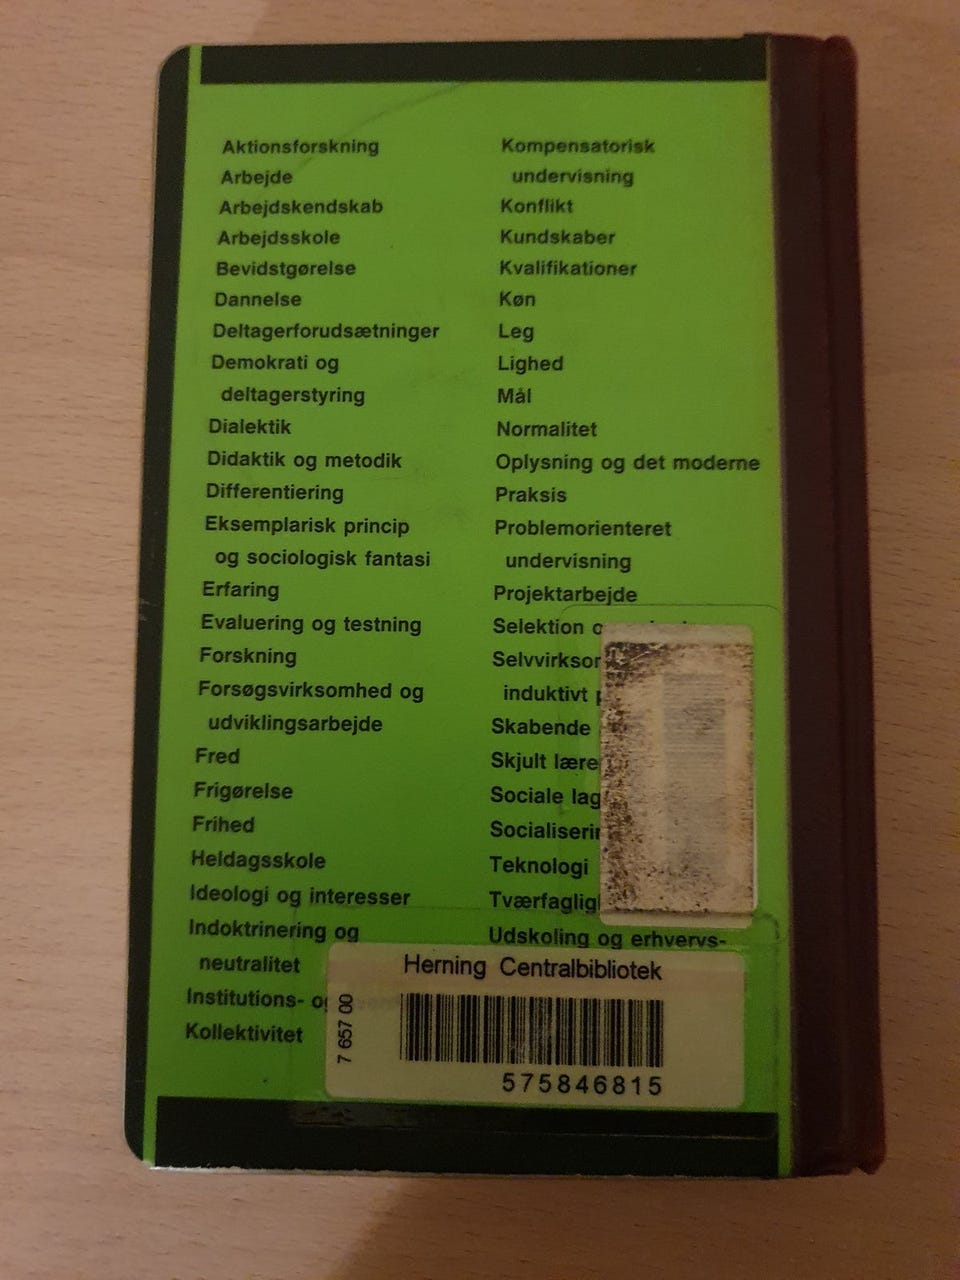 Aktionsforskning
Arbejde
Arbejdskendskab
Arbejdsskole
Bevidstgørelse
Dannelse
Deltagerforudsætninger
Demokrati og
deltagerstyring
Dialektik
Didaktik og metodik
Differentiering
Eksemplarisk princip
og sociologisk fantasi
Erfaring
Evaluering og testning
Forskning
Forsøgsvirksomhed og
udviklingsarbejde
Fred
Frigørelse
Frihed
Heldagsskole
Ideologi og interesser
Indoktrinering og
neutralitet
Institutions-
Kollektivitet
Kompensatorisk
undervisning
Konflikt
Kundskaber
Kvalifikationer
Køn
Leg
Lighed
Mål
Normalitet
Oplysning og det moderne
Praksis
Problemorienteret
undervisning
Projektarbejde
Selektion
induktivt
Skabende
Skjult
Sociale
Teknologi
Udskoling og erhvervs-
Herning Centralbibliotek
7 657 00
575846815